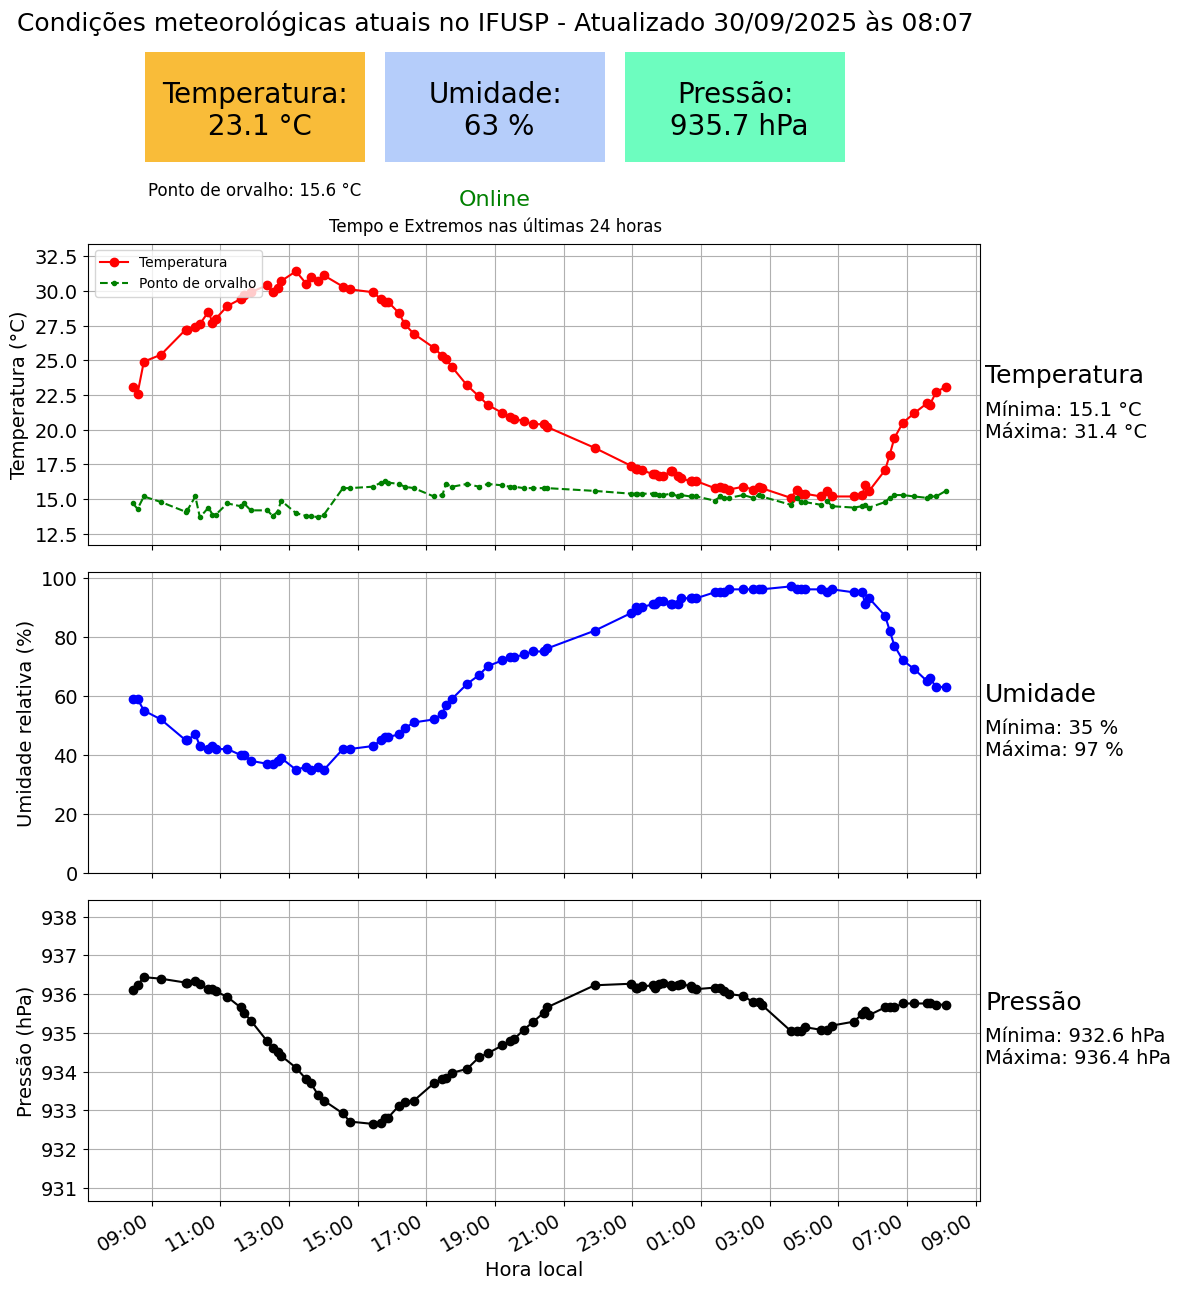 Condições meteorológicas atuais no IFUSP - Atualizado 30/09/2025 às 08:07
Temperatura:
23.1 °C
Umidade:
63 %
Pressão:
935.7 hPa
Ponto de orvalho: 15.6 °C
Online
Tempo e Extremos nas últimas 24 horas
Temperatura (°C)
32.5
30.0
27.5
25.0
22.5
20.0
17.5
15.0
12.5
Temperatura
Ponto de orvalho
Temperatura
Mínima: 15.1 °C
Máxima: 31.4 °C
Umidade relativa (%)
100
80
60
40
20
0
Umidade
Mínima: 35 %
Máxima: 97 %
Pressão (hPa)
938
937
936
935
934
933
932
931
Pressão
Mínima: 932.6 hPa
Máxima: 936.4 hPa
09:00 11:00 13:00 15:00 17:00 19:00 21:00 23:00 01:00 03:00 05:00 07:00 09:00
Hora local